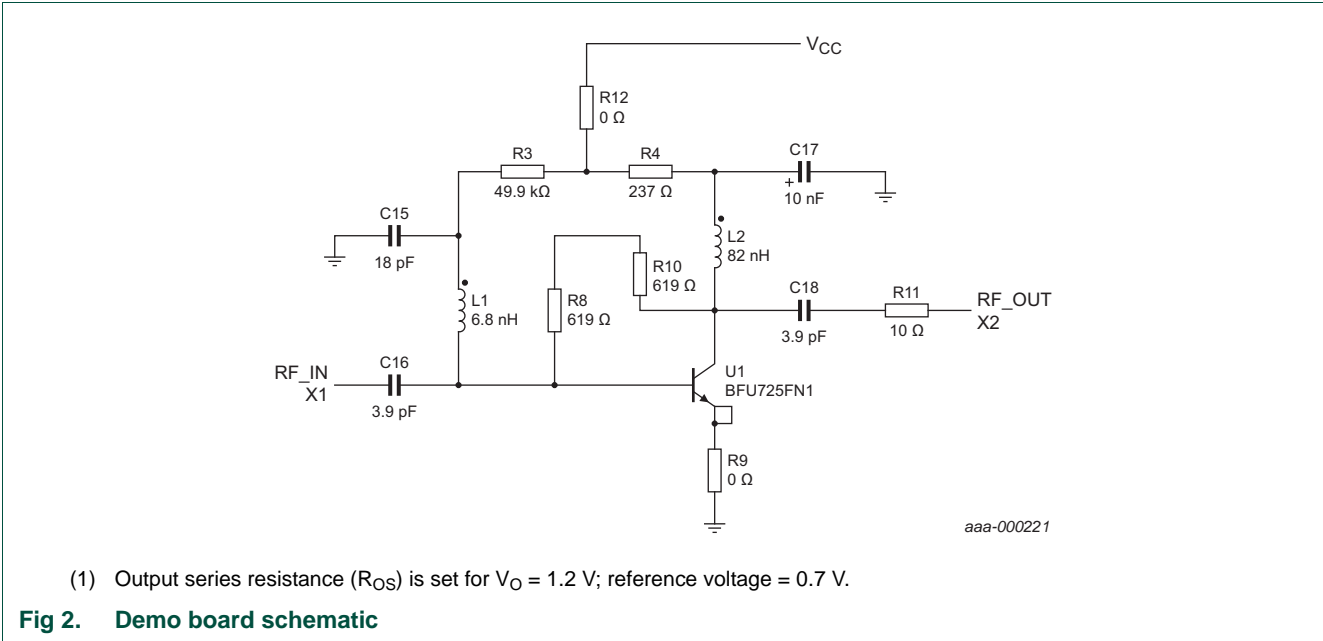 VCC
R12
0 Ω
R3
49.9 kΩ
R4
237 Ω
C17
+
10 nF
C15
18 pF
L2
82 nH
R10
619 Ω
L1
6.8 nH
R8
619 Ω
C18
3.9 pF
R11
10 Ω
RF_OUT
X2
RF_IN
X1
C16
3.9 pF
U1
BFU725FN1
R9
0 Ω
aaa-000221
(1) Output series resistance (ROS) is set for VO = 1.2 V; reference voltage = 0.7 V.
Fig 2. Demo board schematic